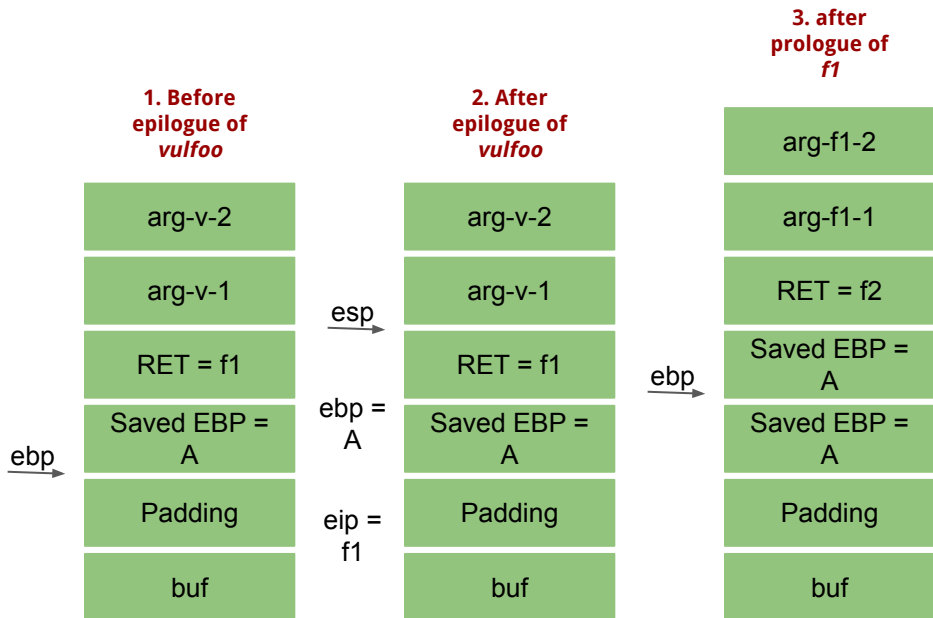 1. Before
epilogue of
vulfoo
arg-v-2
arg-v-1
RET = f1
Saved EBP =
A
Padding
buf
ebp
2. After
epilogue of
vulfoo
arg-v-2
arg-v-1
RET = f1
Saved EBP =
A
Padding
buf
esp
ebp =
A
eip =
f1
3. after
prologue of
f1
arg-f1-2
arg-f1-1
RET = f2
Saved EBP =
A
Saved EBP =
A
Padding
buf
ebp